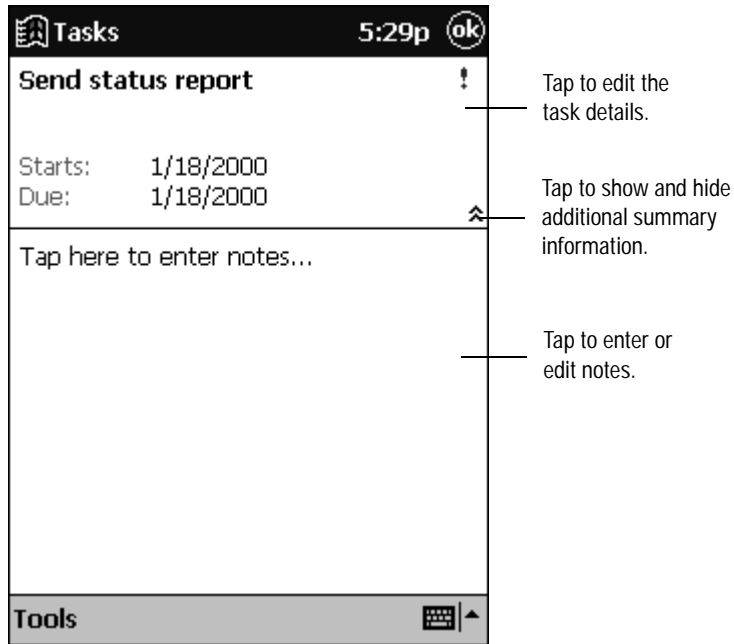 Tasks 5:29p ok
Send status report !
Starts: 1/18/2000
Due: 1/18/2000
Tap here to enter notes...
Tools
Tap to edit the
task details.
Tap to show and hide
additional summary
information.
Tap to enter or
edit notes.